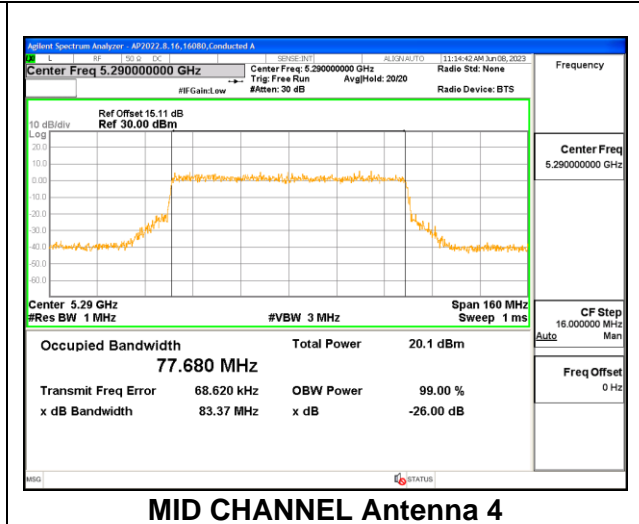 Agilent Spectrum Analyzer - AP2022.8.16,16080,Conducted A
L RF 50 Ω DC SENSE:INT ALIGN AUTO 11:14:42 AM Jun 08, 2023
Center Freq 5.290000000 GHz Center Freq: 5.290000000 GHz Radio Std: None
Trig: Free Run Avg|Hold: 20/20
#IFGain:Low #Atten: 30 dB Radio Device: BTS
Frequency
Ref Offset 15.11 dB
10 dB/div Ref 30.00 dBm
Log
20.0
10.0
0.00
-10.0
-20.0
-30.0
-40.0
-50.0
-60.0
Center 5.29 GHz Span 160 MHz
#Res BW 1 MHz #VBW 3 MHz Sweep 1 ms
Occupied Bandwidth Total Power 20.1 dBm
77.680 MHz
Transmit Freq Error 68.620 kHz OBW Power 99.00 %
x dB Bandwidth 83.37 MHz x dB -26.00 dB
Center Freq
5.290000000 GHz
CF Step
16.000000 MHz
Auto Man
Freq Offset
0 Hz
MSG STATUS
MID CHANNEL Antenna 4